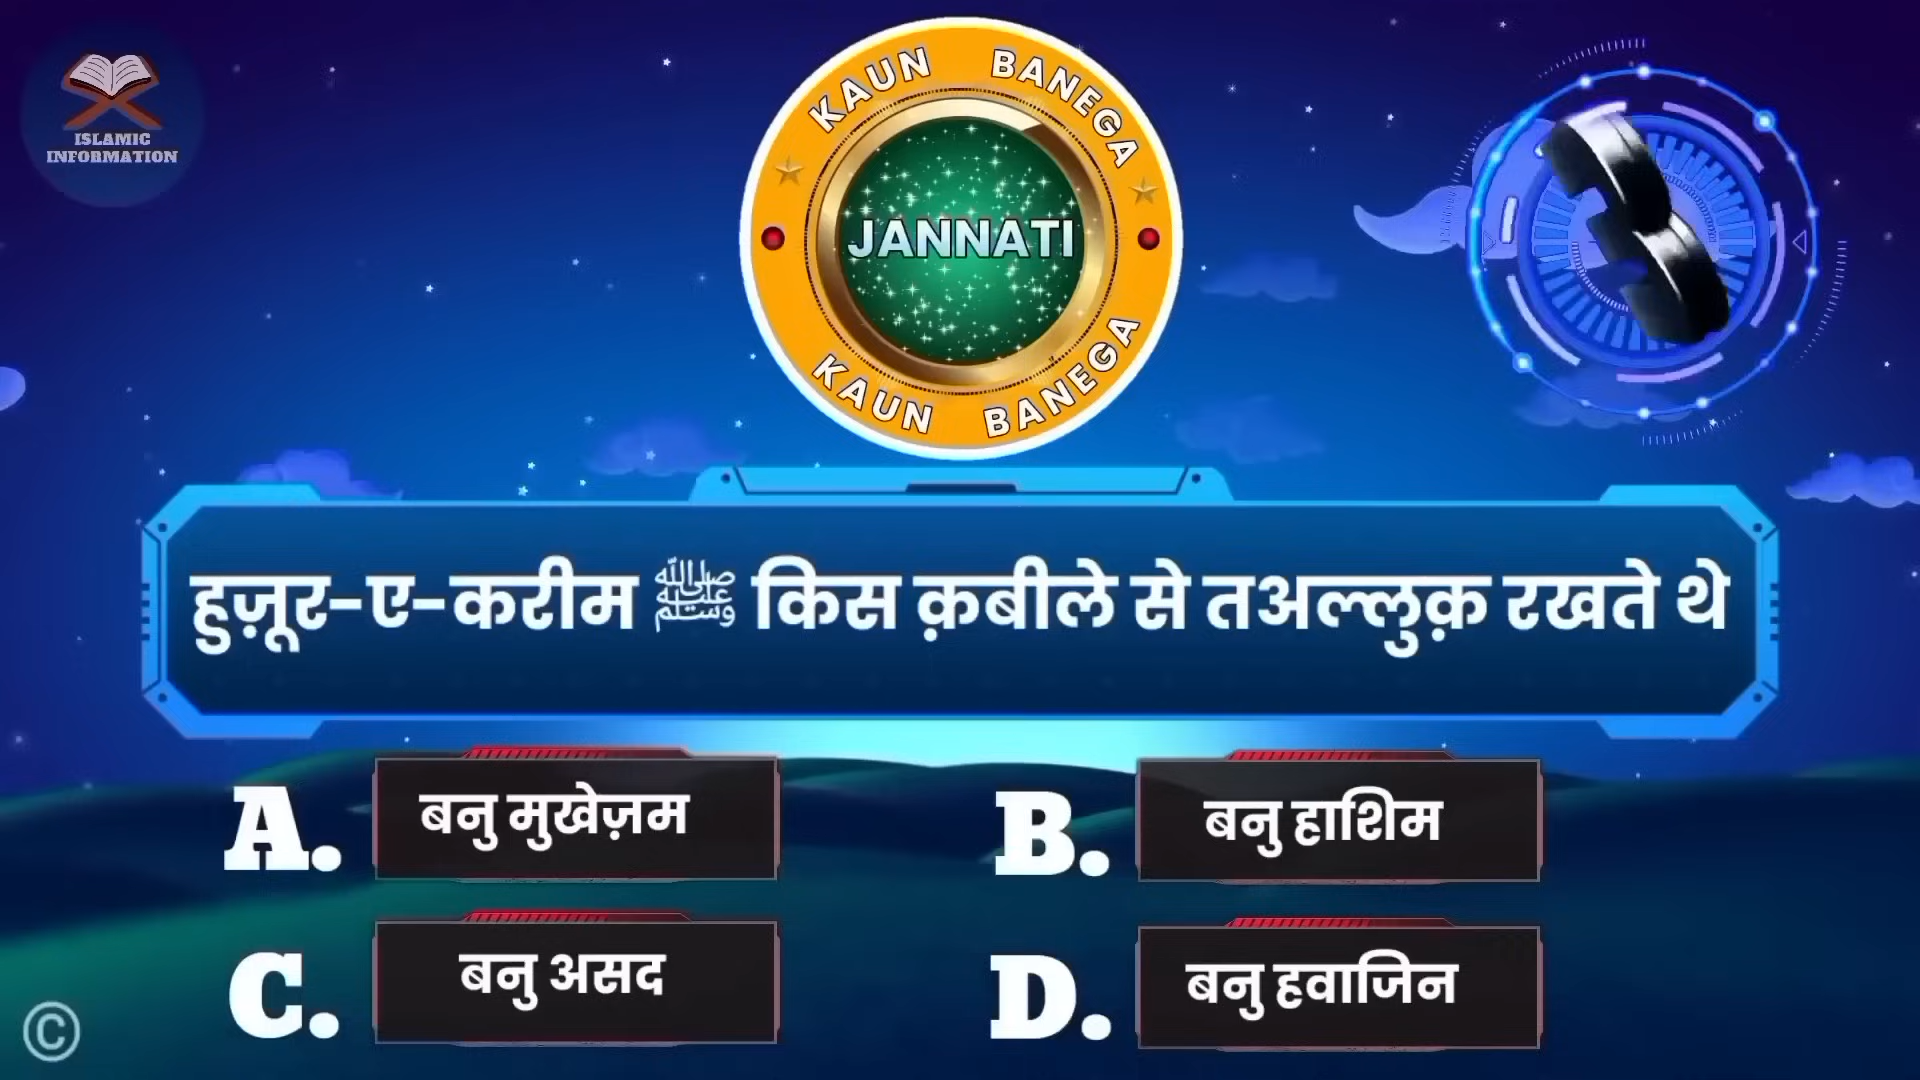 ISLAMIC
INFORMATION
KAUN BANEGA
JANNATI
KAUN BANEGA
हुज़ूर-ए-करीम ﷺ किस क़बीले से तअल्लुक़ रखते थे
A. बनु मुखेज़म
B. बनु हाशिम
C. बनु असद
D. बनु हवाजिन
©